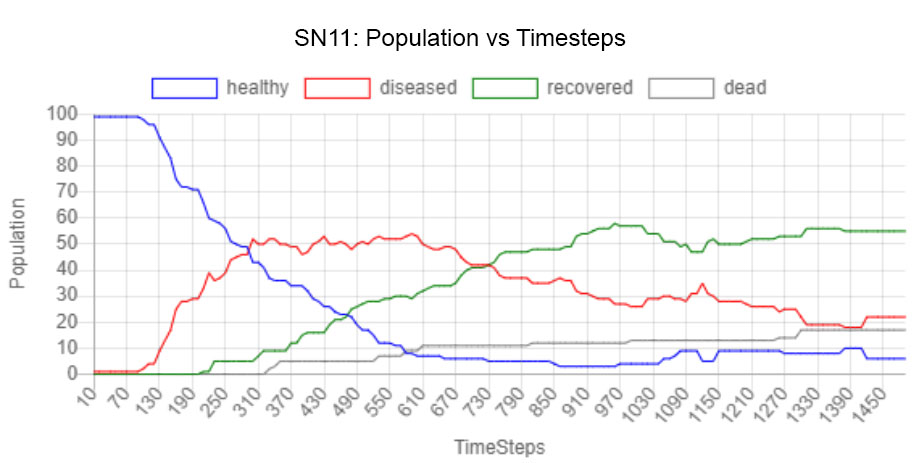 SN11: Population vs Timesteps
healthy diseased recovered dead
Population
100
90
80
70
60
50
40
30
20
10
0
10 70 130 190 250 310 370 430 490 550 610 670 730 790 850 910 970 1030 1090 1150 1210 1270 1330 1390 1450
TimeSteps